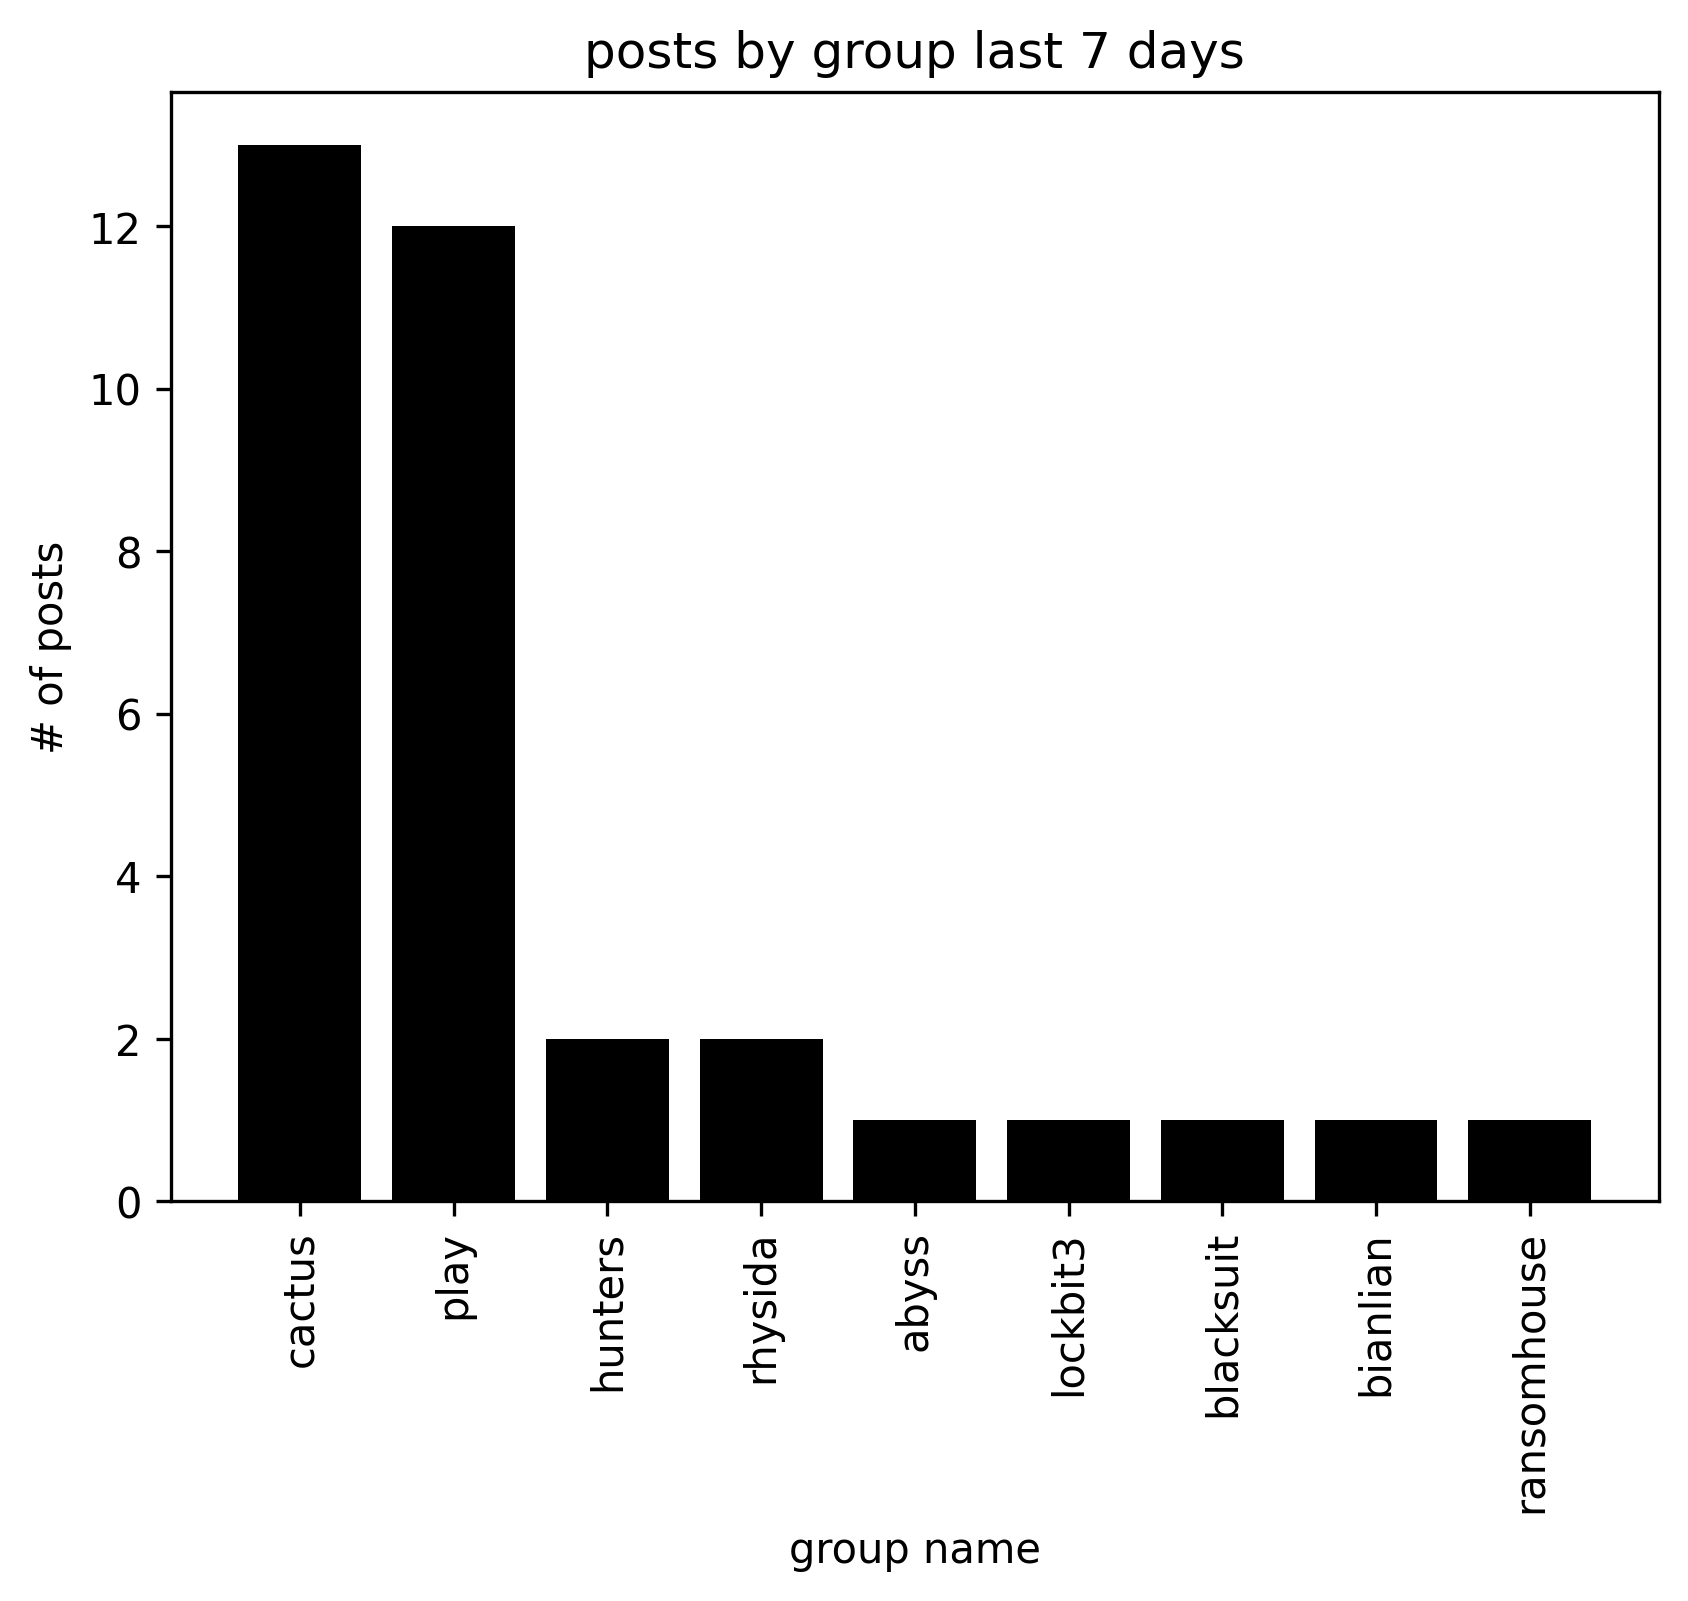 posts by group last 7 days
# of posts
12
10
8
6
4
2
0
cactus
play
hunters
rhysida
abyss
lockbit3
blacksuit
bianlian
ransomhouse
group name